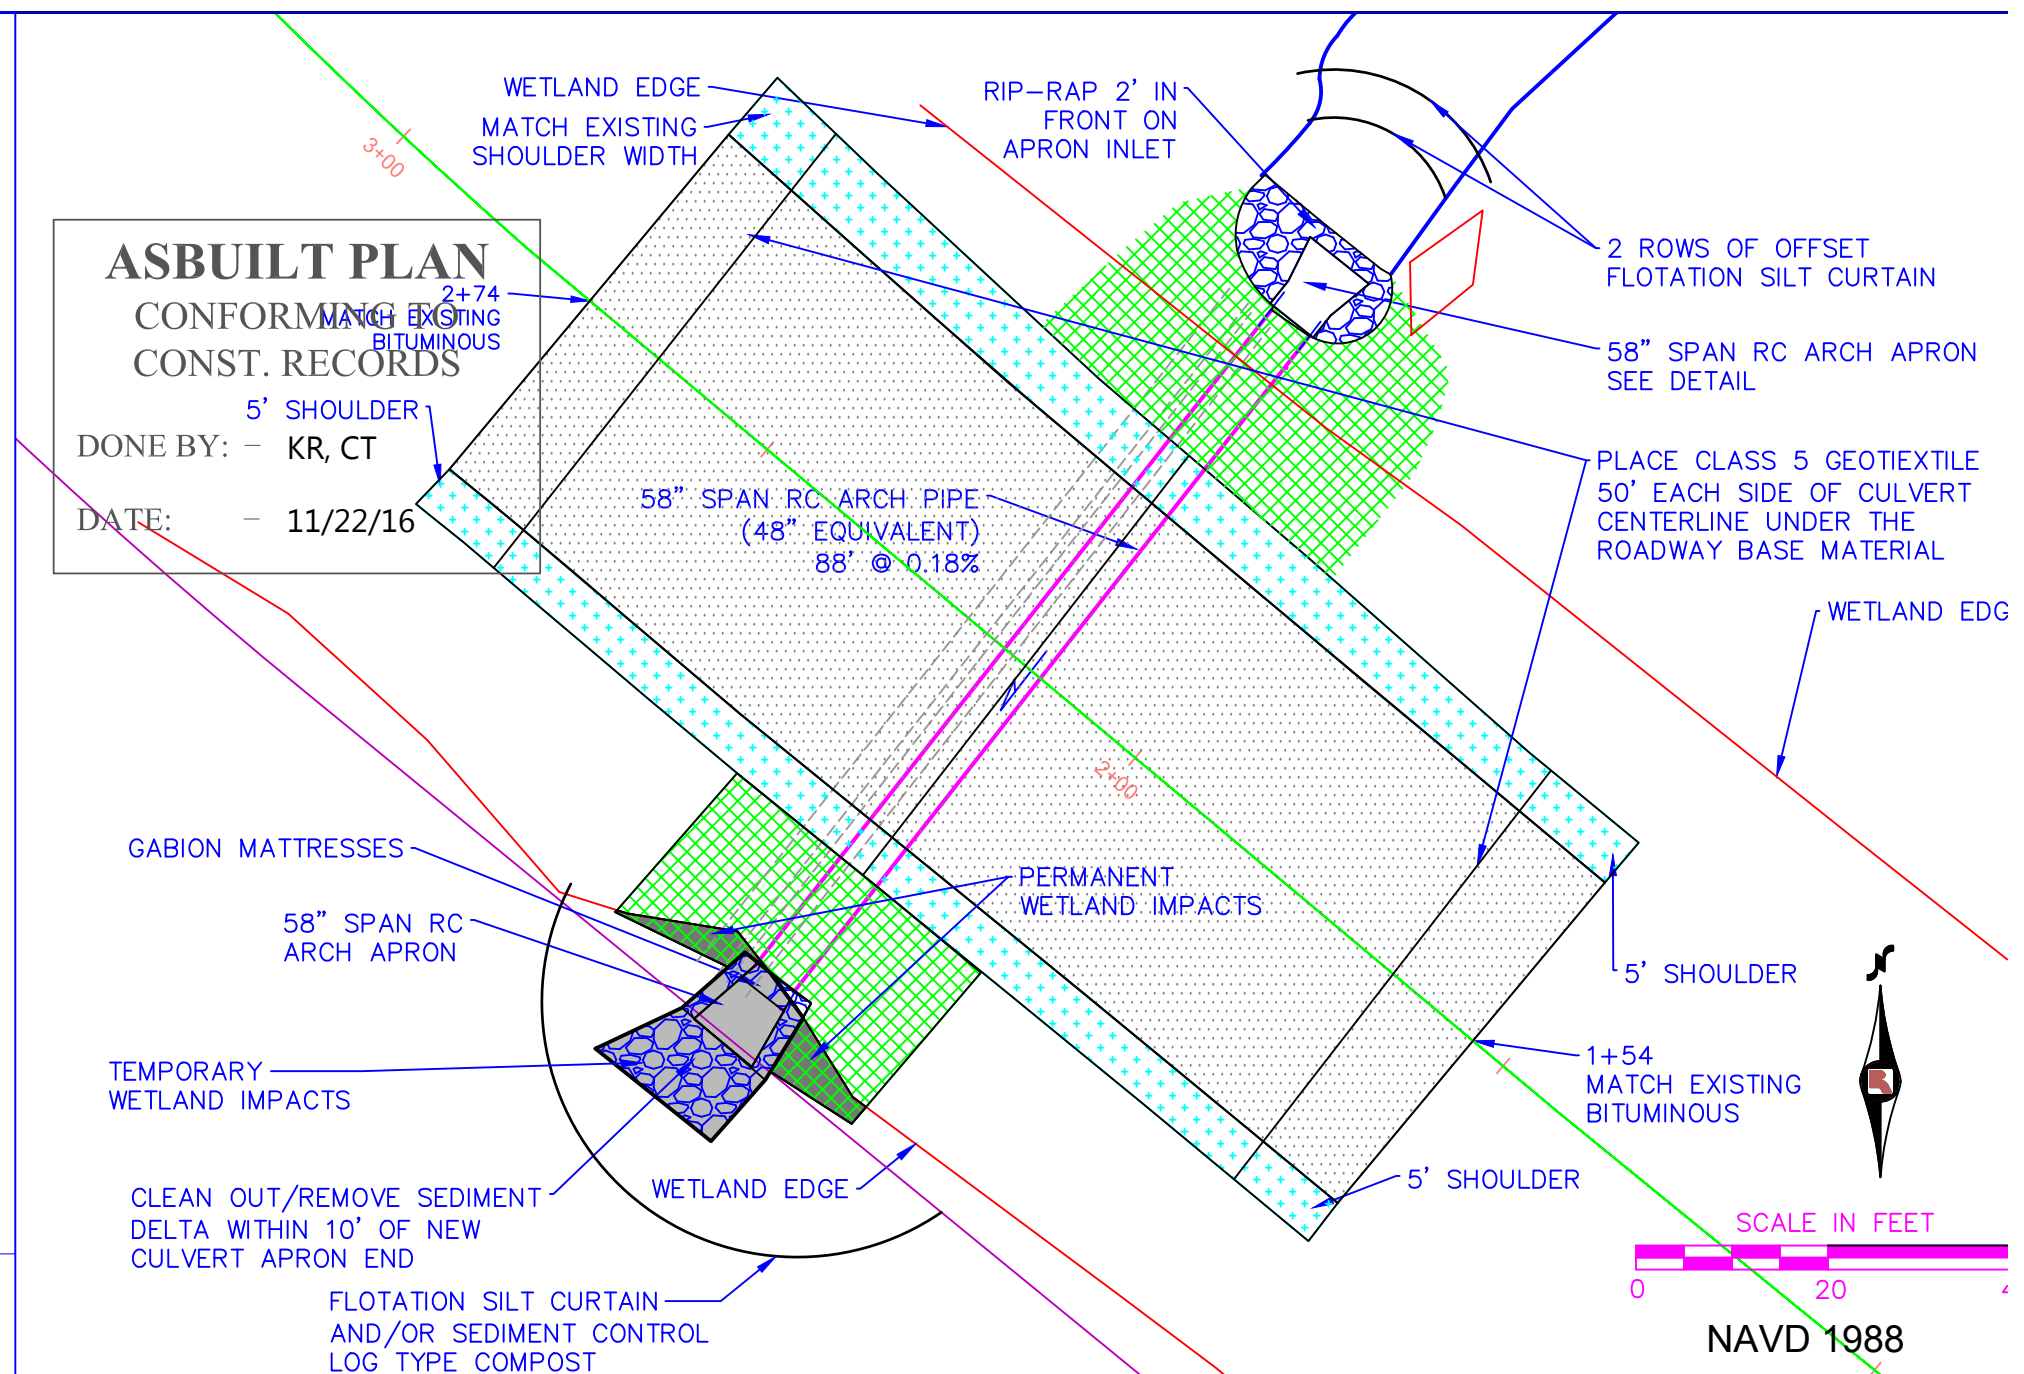 WETLAND EDGE
MATCH EXISTING
SHOULDER WIDTH
RIP-RAP 2' IN
FRONT ON
APRON INLET
3+00
ASBUILT PLAN
CONFORMING TO
CONST. RECORDS
DONE BY: - KR, CT
DATE: - 11/22/16
2+74
MATCH EXISTING
BITUMINOUS
5' SHOULDER
2 ROWS OF OFFSET
FLOTATION SILT CURTAIN
58" SPAN RC ARCH APRON
SEE DETAIL
PLACE CLASS 5 GEOTIEXTILE
50' EACH SIDE OF CULVERT
CENTERLINE UNDER THE
ROADWAY BASE MATERIAL
58" SPAN RC ARCH PIPE
(48" EQUIVALENT)
88' @ 0.18%
WETLAND EDG
2+00
GABION MATTRESSES
58" SPAN RC
ARCH APRON
PERMANENT
WETLAND IMPACTS
5' SHOULDER
TEMPORARY
WETLAND IMPACTS
1+54
MATCH EXISTING
BITUMINOUS
CLEAN OUT/REMOVE SEDIMENT
DELTA WITHIN 10' OF NEW
CULVERT APRON END
WETLAND EDGE
5' SHOULDER
FLOTATION SILT CURTAIN
AND/OR SEDIMENT CONTROL
LOG TYPE COMPOST
N
R
SCALE IN FEET
0 20 4
NAVD 1988